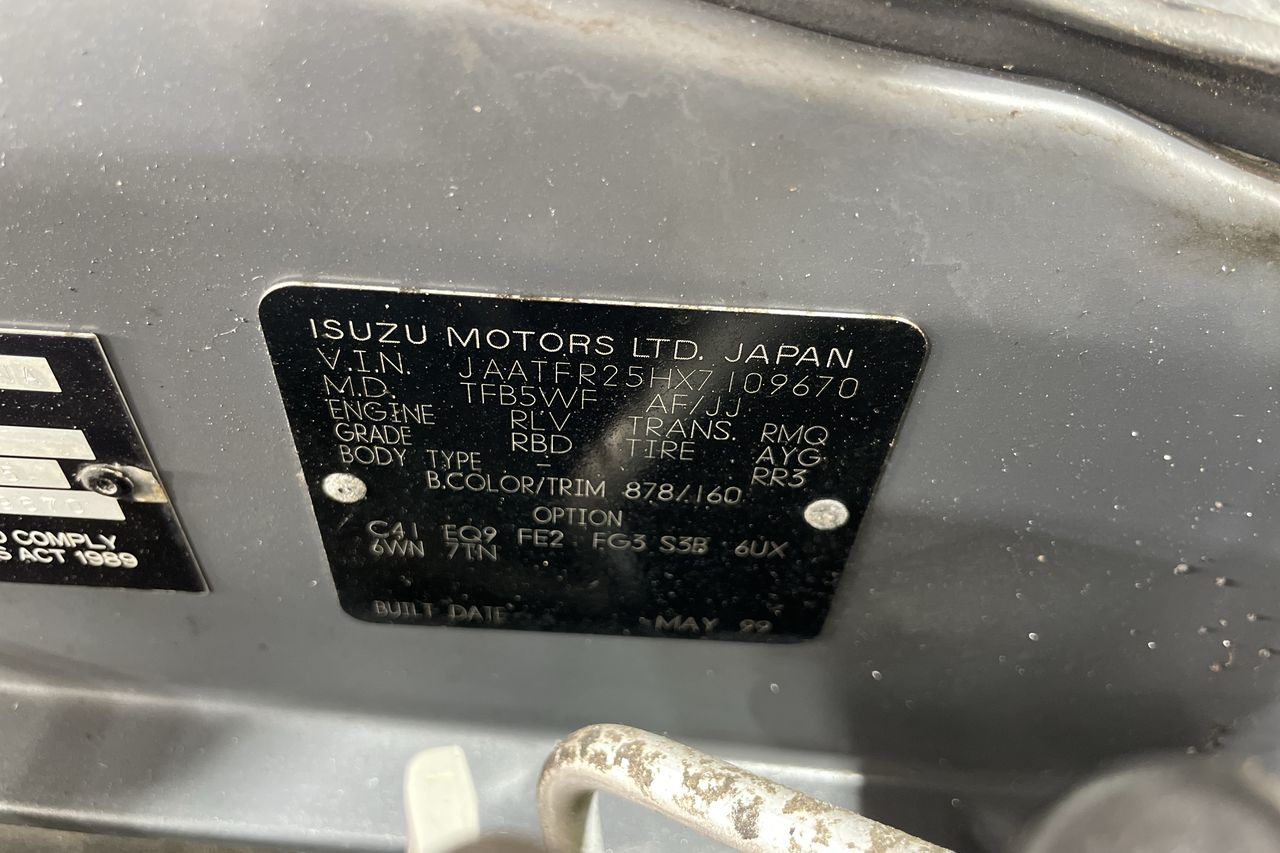 ISUZU MOTORS LTD. JAPAN
V.I.N. JAATFR25HX7109670
M.D. TFB5WF AF/JJ
ENGINE RLV TRANS. RMQ
GRADE RBD TIRE AYG
BODY TYPE - RR3
B.COLOR/TRIM 878/160
OPTION
C41 EQ9 FE2 FG3 S3B 6UX
6WN 7TN
BUILT DATE MAY 99
COMPLY
ACT 1989